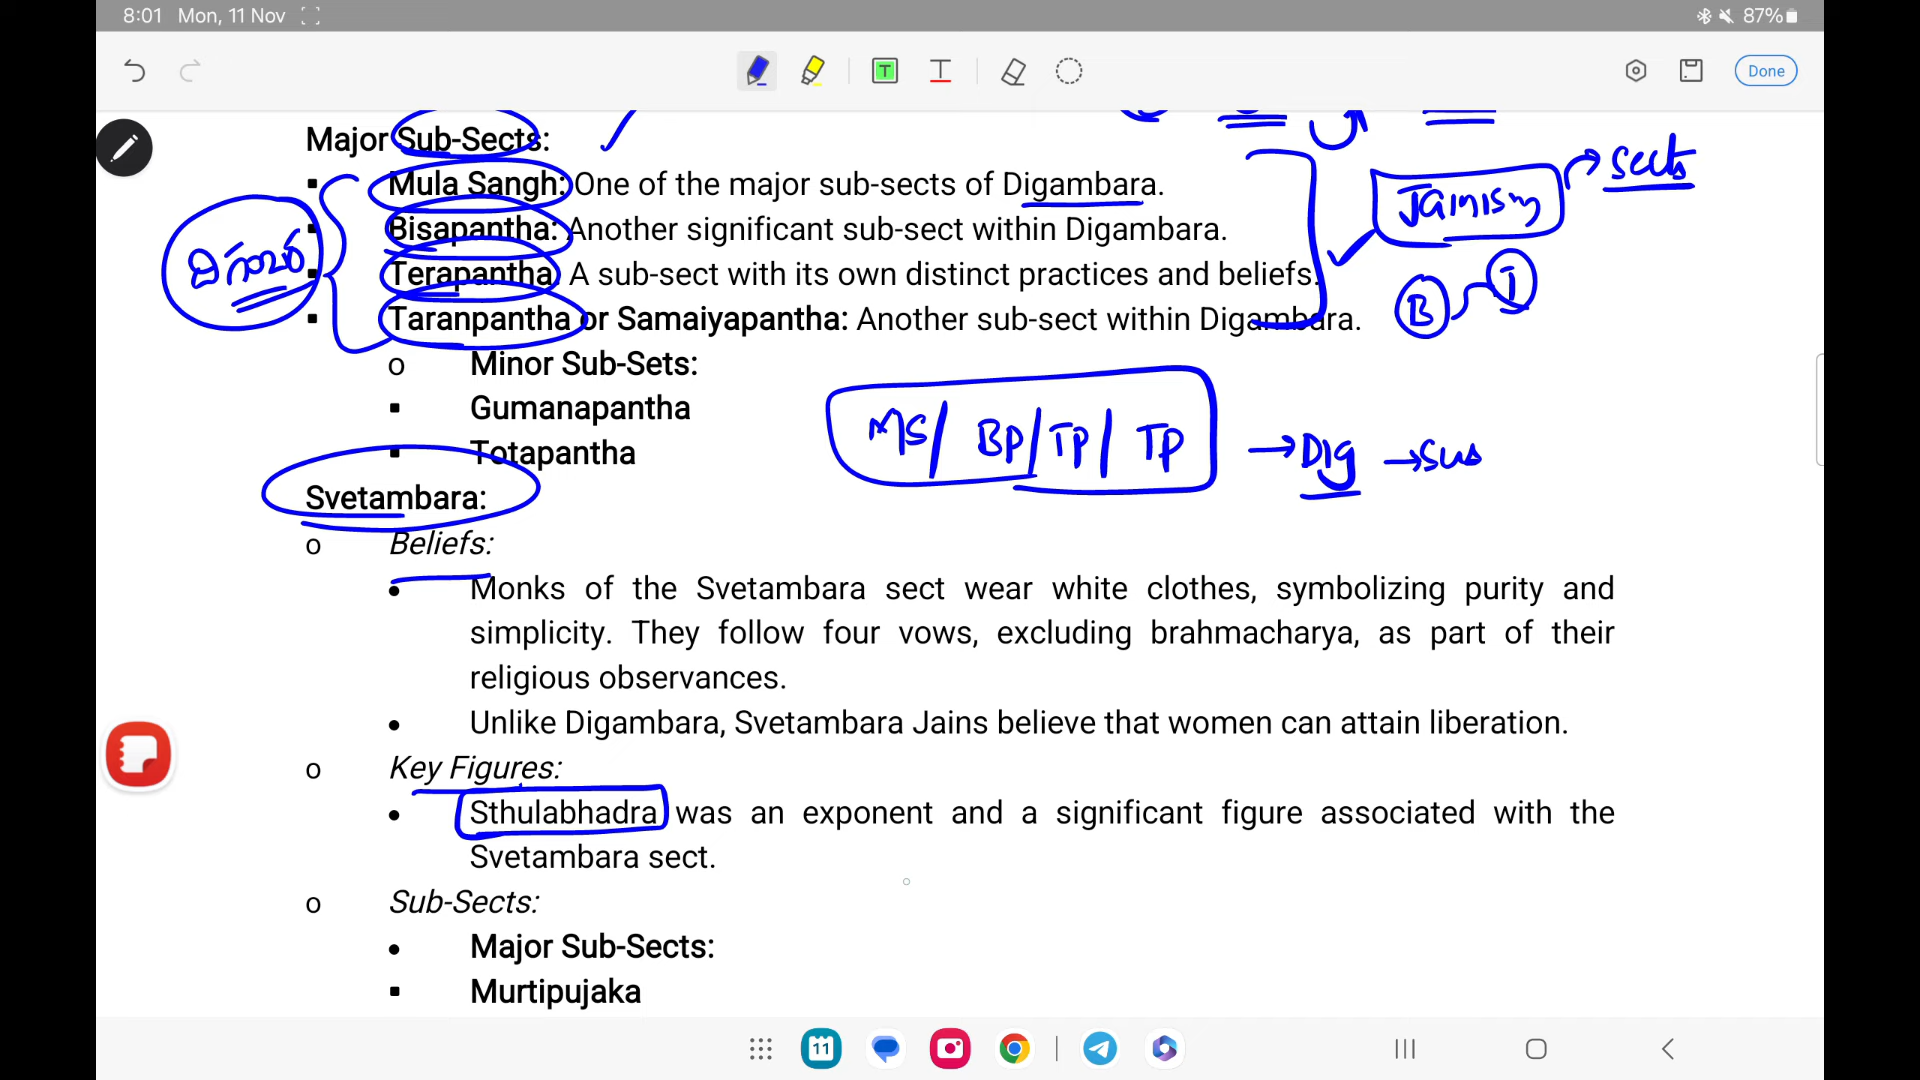 8:01 Mon, 11 Nov 87%
T T Done
Major Sub-Sects:
▪ Mula Sangh: One of the major sub-sects of Digambara.
▪ Bisapantha: Another significant sub-sect within Digambara.
▪ Terapantha: A sub-sect with its own distinct practices and beliefs.
▪ Taranpantha or Samaiyapantha: Another sub-sect within Digambara.
Jainism → sects
B J
o Minor Sub-Sets:
▪ Gumanapantha
▪ Totapantha
MS/ BP/ TP/ TP → Dig → Sub
Svetambara:
o Beliefs:
• Monks of the Svetambara sect wear white clothes, symbolizing purity and
simplicity. They follow four vows, excluding brahmacharya, as part of their
religious observances.
• Unlike Digambara, Svetambara Jains believe that women can attain liberation.
o Key Figures:
• Sthulabhadra was an exponent and a significant figure associated with the
Svetambara sect.
o Sub-Sects:
• Major Sub-Sects:
▪ Murtipujaka
11